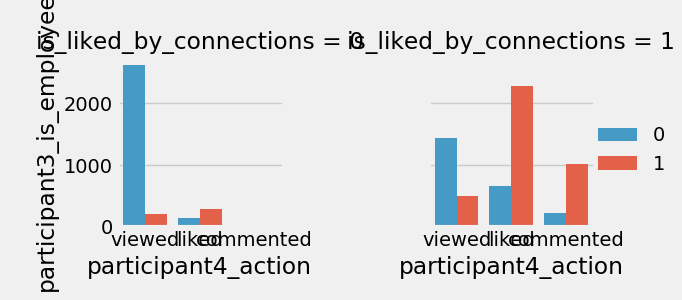 is_liked_by_connections = 0
is_liked_by_connections = 1
participant3_is_employee
2000
1000
0
viewed liked commented
viewed liked commented
participant4_action
participant4_action
0
1